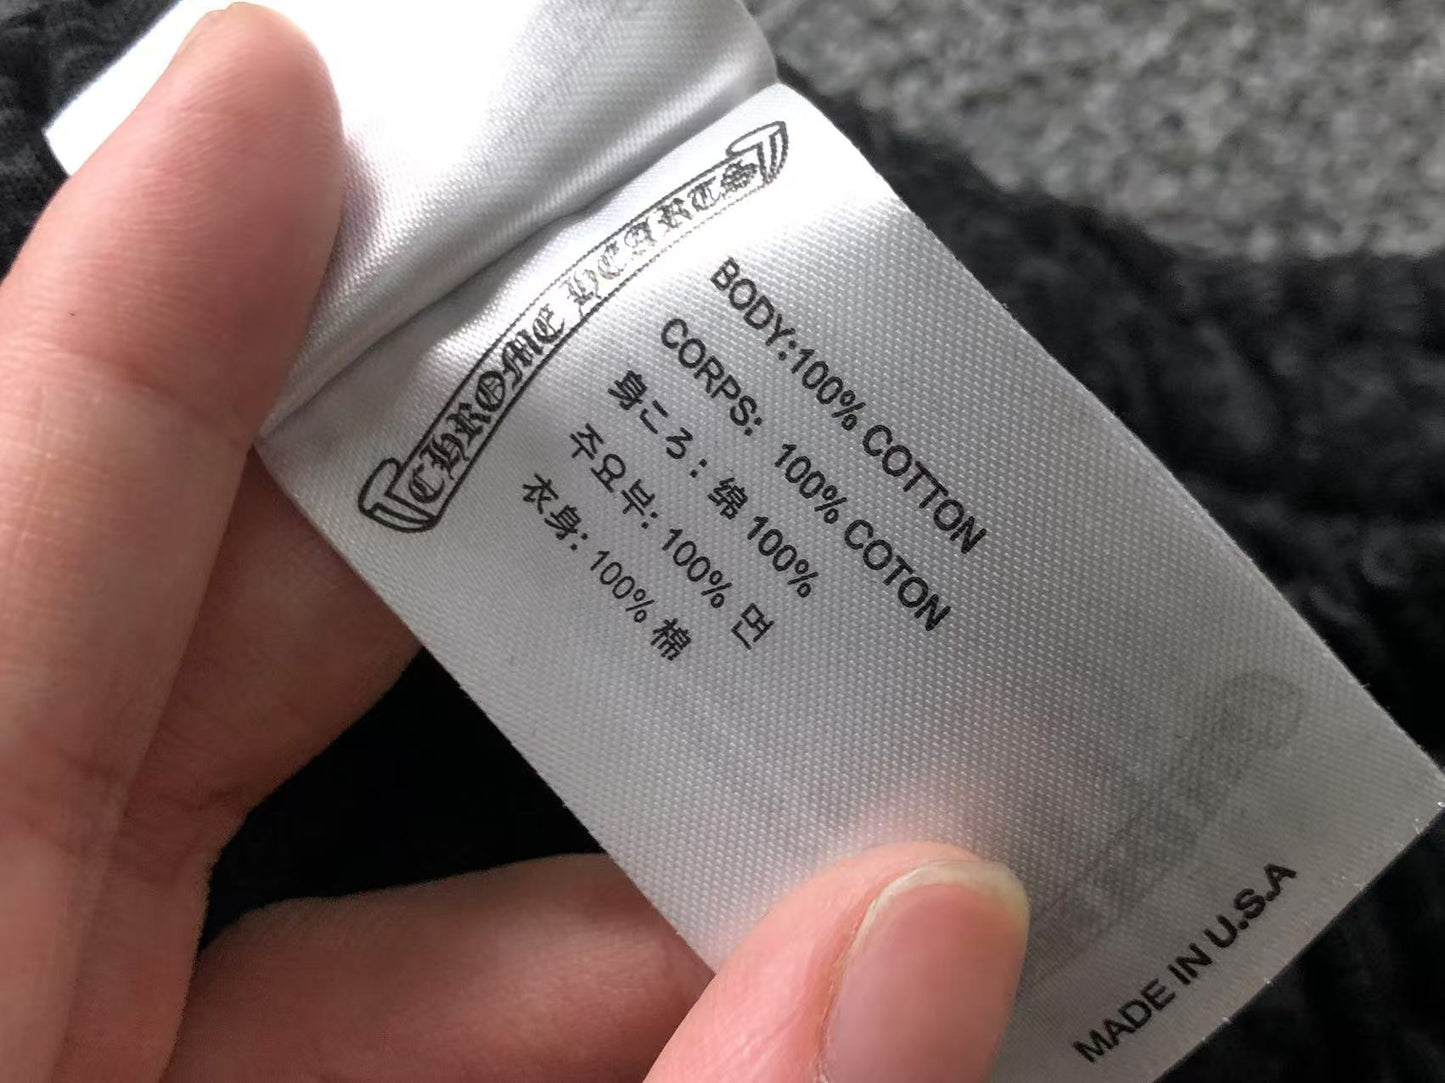 CHROME HEARTS
BODY:100% COTTON
CORPS: 100% COTON
身ころ : 綿 100%
주요부: 100% 면
衣身: 100% 棉
MADE IN U.S.A